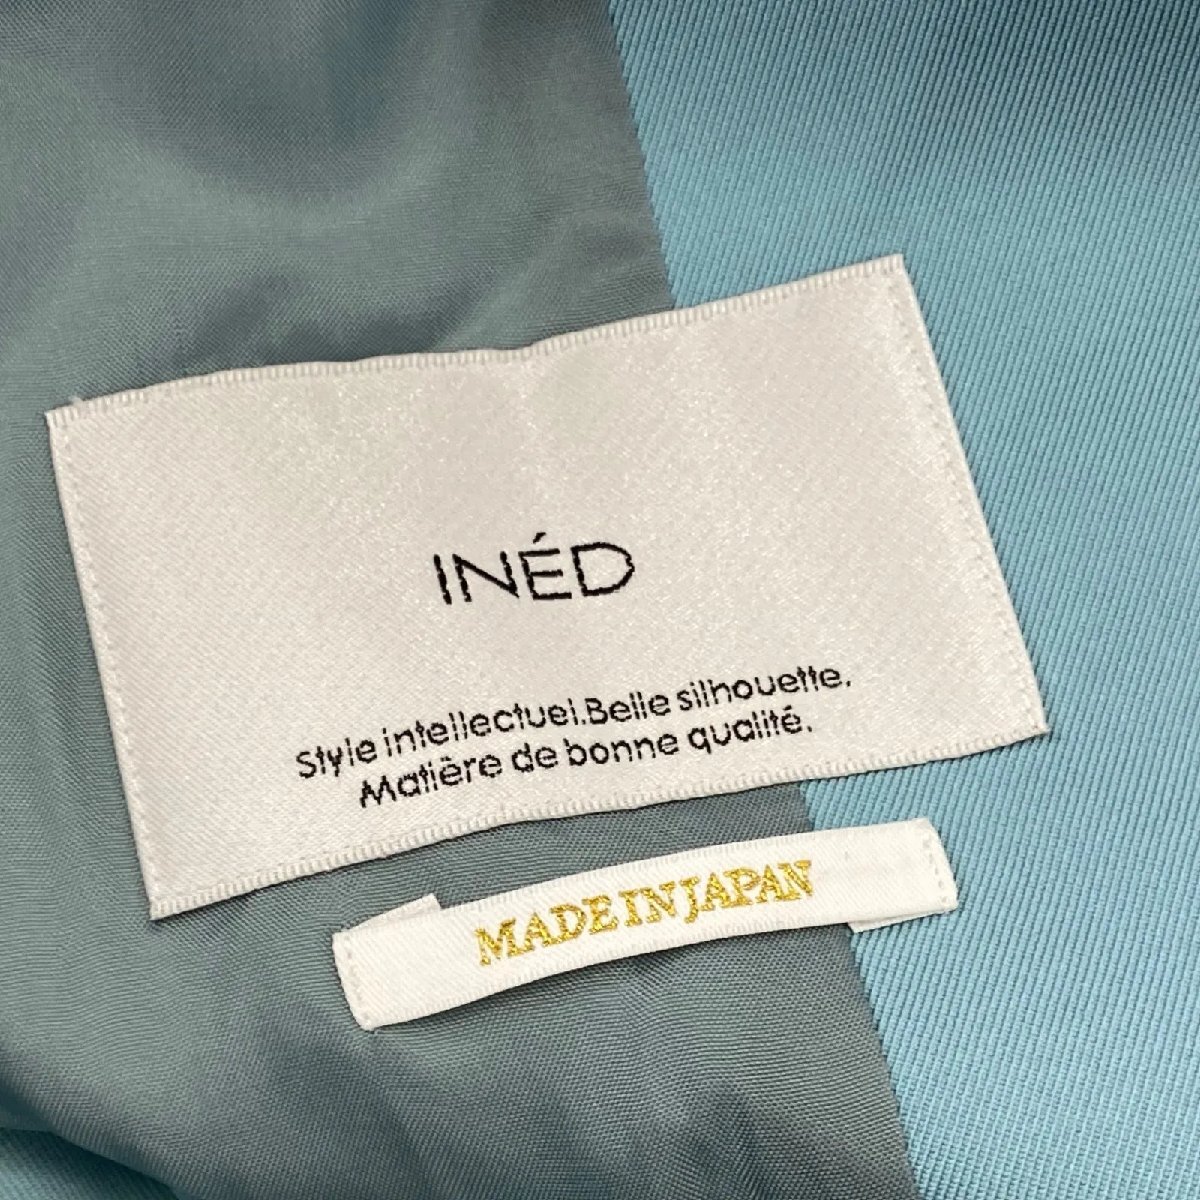 INÉD
Style intellectuel.Belle silhouette.
Matière de bonne qualité.
MADE IN JAPAN